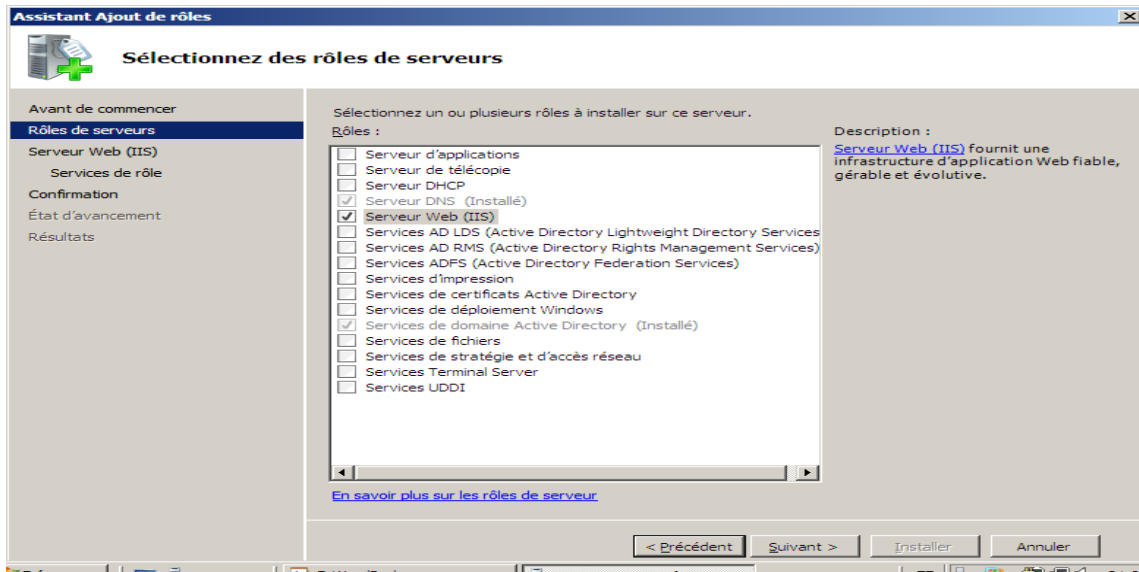 Assistant Ajout de rôles
Sélectionnez des rôles de serveurs
Avant de commencer
Rôles de serveurs
Serveur Web (IIS)
Services de rôle
Confirmation
État d'avancement
Résultats
Sélectionnez un ou plusieurs rôles à installer sur ce serveur.
Rôles :
Serveur d'applications
Serveur de télécopie
Serveur DHCP
Serveur DNS (Installé)
Serveur Web (IIS)
Services AD LDS (Active Directory Lightweight Directory Services
Services AD RMS (Active Directory Rights Management Services)
Services ADFS (Active Directory Federation Services)
Services d'impression
Services de certificats Active Directory
Services de déploiement Windows
Services de domaine Active Directory (Installé)
Services de fichiers
Services de stratégie et d'accès réseau
Services Terminal Server
Services UDDI
En savoir plus sur les rôles de serveur
Description :
Serveur Web (IIS) fournit une
infrastructure d'application Web fiable,
gérable et évolutive.
< Précédent
Suivant >
Installer
Annuler